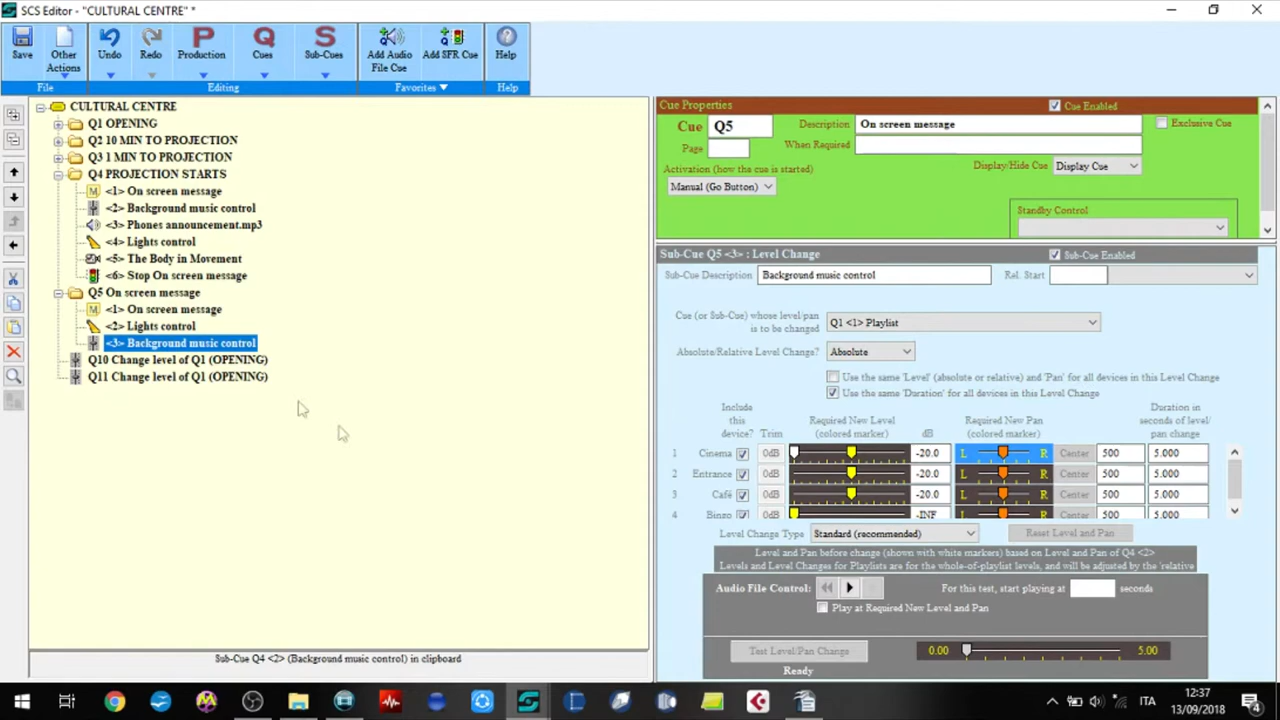 SCS Editor - "CULTURAL CENTRE" *
Save
Other Actions
Undo
Redo
Production
Cues
Sub-Cues
Add Audio File Cue
Add SFR Cue
Help
File
Editing
Favorites
Help
CULTURAL CENTRE
Q1 OPENING
Q2 10 MIN TO PROJECTION
Q3 1 MIN TO PROJECTION
Q4 PROJECTION STARTS
<1> On screen message
<2> Background music control
<3> Phones announcement.mp3
<4> Lights control
<5> The Body in Movement
<6> Stop On screen message
Q5 On screen message
<1> On screen message
<2> Lights control
<3> Background music control
Q10 Change level of Q1 (OPENING)
Q11 Change level of Q1 (OPENING)
Sub-Cue Q4 <2> (Background music control) in clipboard
Cue Properties
Cue Enabled
Cue Q5 Description On screen message Exclusive Cue
Page When Required
Activation (how the cue is started) Display/Hide Cue Display Cue
Manual (Go Button)
Standby Control
Sub-Cue Q5 <3> : Level Change Sub-Cue Enabled
Sub-Cue Description Background music control Rel. Start
Cue (or Sub-Cue) whose level/pan is to be changed Q1 <1> Playlist
Absolute/Relative Level Change? Absolute
Use the same 'Level' (absolute or relative) and 'Pan' for all devices in this Level Change
Use the same 'Duration' for all devices in this Level Change
Include this device? Trim Required New Level (colored marker) dB Required New Pan (colored marker) Duration in seconds of level/pan change
1 Cinema 0dB -20.0 L R Center 500 5.000
2 Entrance 0dB -20.0 L R Center 500 5.000
3 Café 0dB -20.0 L R Center 500 5.000
4 Bingo 0dB -INF L R Center 500 5.000
Level Change Type Standard (recommended) Reset Level and Pan
Level and Pan before change (shown with white markers) based on Level and Pan of Q4 <2>
Levels and Level Changes for Playlists are for the whole-of-playlist levels, and will be adjusted by the 'relative
Audio File Control: For this test, start playing at seconds
Play at Required New Level and Pan
Test Level/Pan Change 0.00 5.00
Ready
ITA
12:37
13/09/2018
4